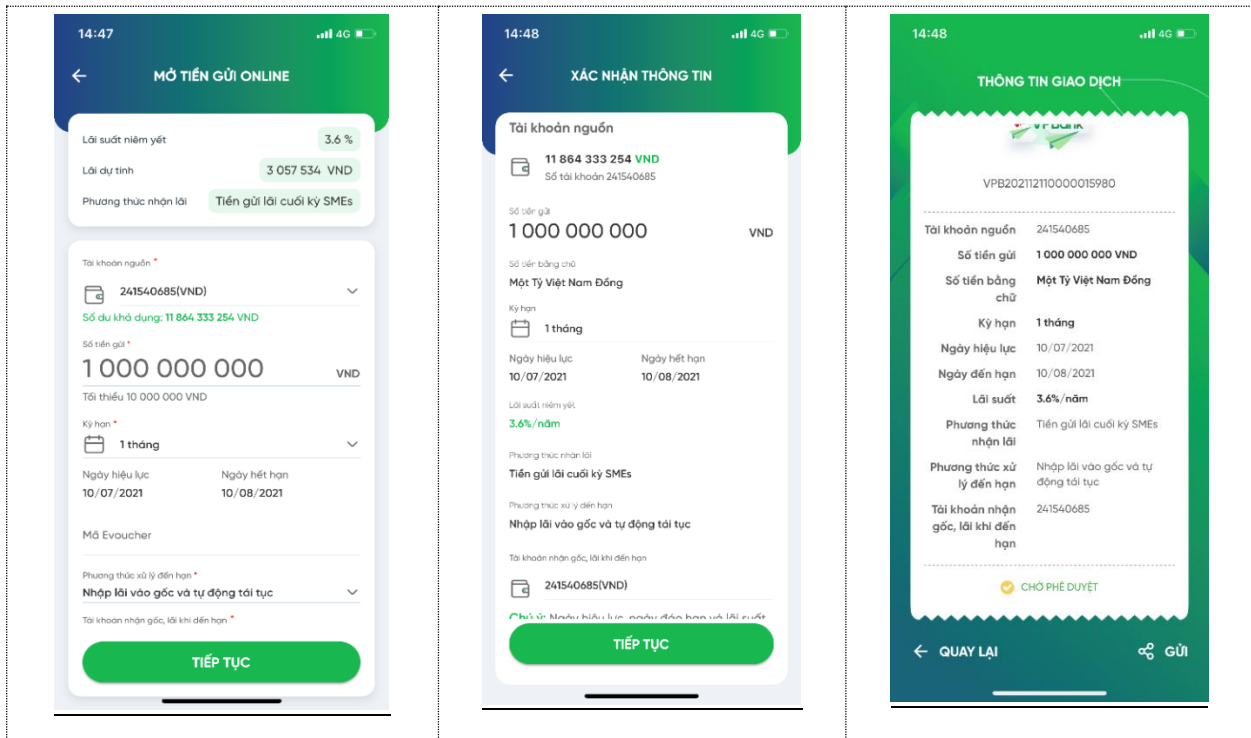 14:47
4G
MỞ TIỀN GỬI ONLINE
Lãi suất niêm yết
3.6 %
Lãi dự tính
3 057 534 VND
Phương thức nhận lãi
Tiền gửi lãi cuối kỳ SMEs
Tài khoản nguồn *
241540685(VND)
Số dư khả dụng: 11 864 333 254 VND
Số tiền gửi *
1 000 000 000
VND
Tối thiểu 10 000 000 VND
Kỳ hạn *
1 tháng
Ngày hiệu lực
Ngày hết hạn
10/07/2021
10/08/2021
Mã Evoucher
Phương thức xử lý đến hạn *
Nhập lãi vào gốc và tự động tái tục
Tài khoản nhận gốc, lãi khi đến hạn *
TIẾP TỤC
14:48
4G
XÁC NHẬN THÔNG TIN
Tài khoản nguồn
11 864 333 254 VND
Số tài khoản 241540685
Số tiền gửi
1 000 000 000
VND
Số tiền bằng chữ
Một Tỷ Việt Nam Đồng
Kỳ hạn
1 tháng
Ngày hiệu lực
Ngày hết hạn
10/07/2021
10/08/2021
Lãi suất niêm yết
3.6%/năm
Phương thức nhận lãi
Tiền gửi lãi cuối kỳ SMEs
Phương thức xử lý đến hạn
Nhập lãi vào gốc và tự động tái tục
Tài khoản nhận gốc, lãi khi đến hạn
241540685(VND)
Chú ý: Ngày hiệu lực, ngày đáo hạn và lãi suất
TIẾP TỤC
14:48
4G
THÔNG TIN GIAO DỊCH
VPBank
VPB202112110000015980
Tài khoản nguồn
241540685
Số tiền gửi
1 000 000 000 VND
Số tiền bằng
chữ
Một Tỷ Việt Nam Đồng
Kỳ hạn
1 tháng
Ngày hiệu lực
10/07/2021
Ngày đến hạn
10/08/2021
Lãi suất
3.6%/năm
Phương thức
nhận lãi
Tiền gửi lãi cuối kỳ SMEs
Phương thức xử
lý đến hạn
Nhập lãi vào gốc và tự
động tái tục
Tài khoản nhận
gốc, lãi khi đến
hạn
241540685
CHỜ PHÊ DUYỆT
QUAY LẠI
GỬI